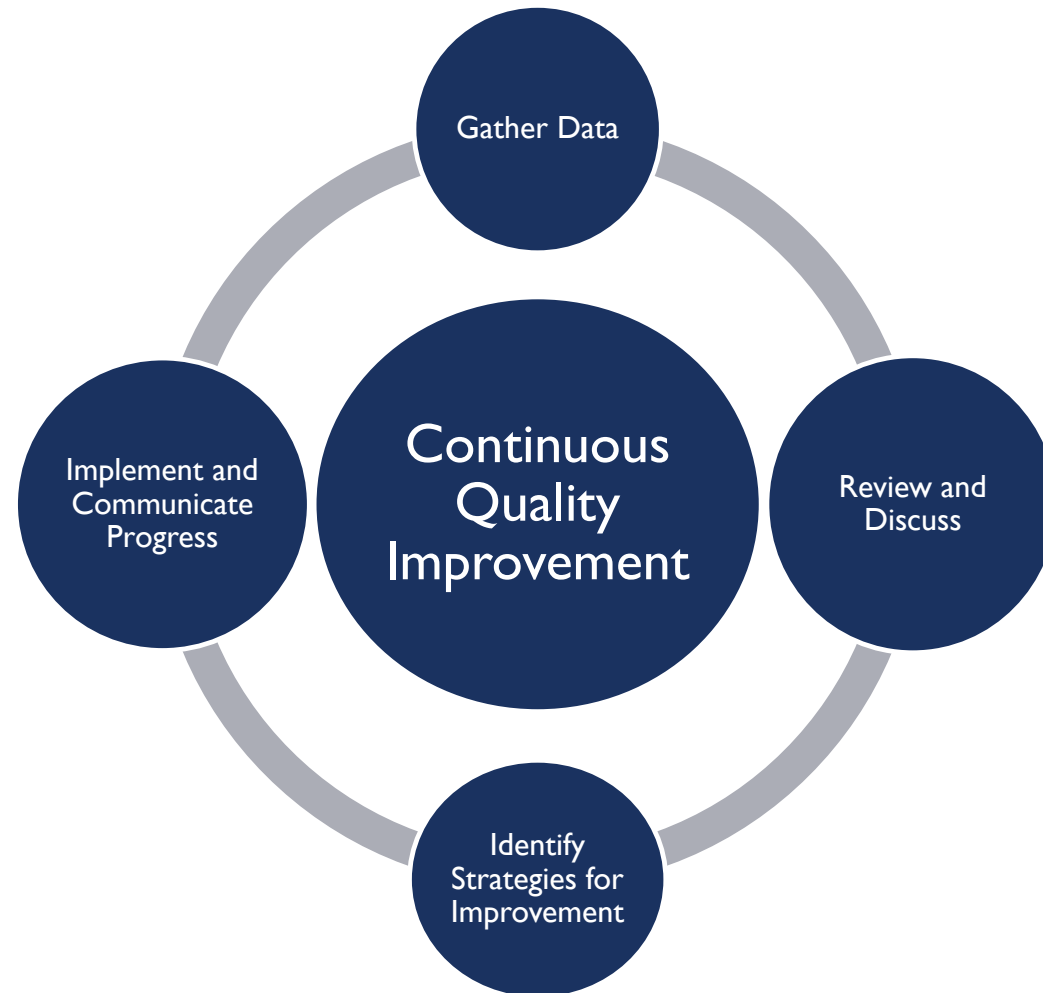 Gather Data
Continuous
Quality
Improvement
Review and
Discuss
Identify
Strategies for
Improvement
Implement and
Communicate
Progress